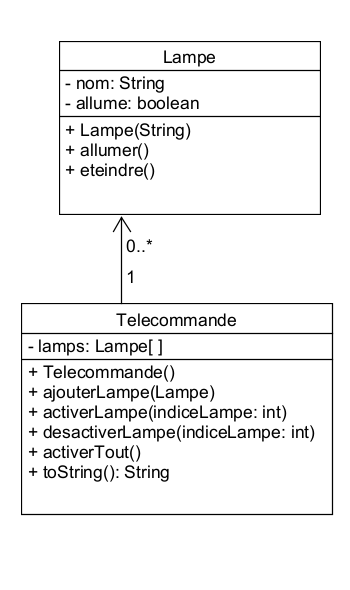 Lampe
- nom: String
- allume: boolean
+ Lampe(String)
+ allumer()
+ eteindre()
0..*
1
Telecommande
- lamps: Lampe[ ]
+ Telecommande()
+ ajouterLampe(Lampe)
+ activerLampe(indiceLampe: int)
+ desactiverLampe(indiceLampe: int)
+ activerTout()
+ toString(): String